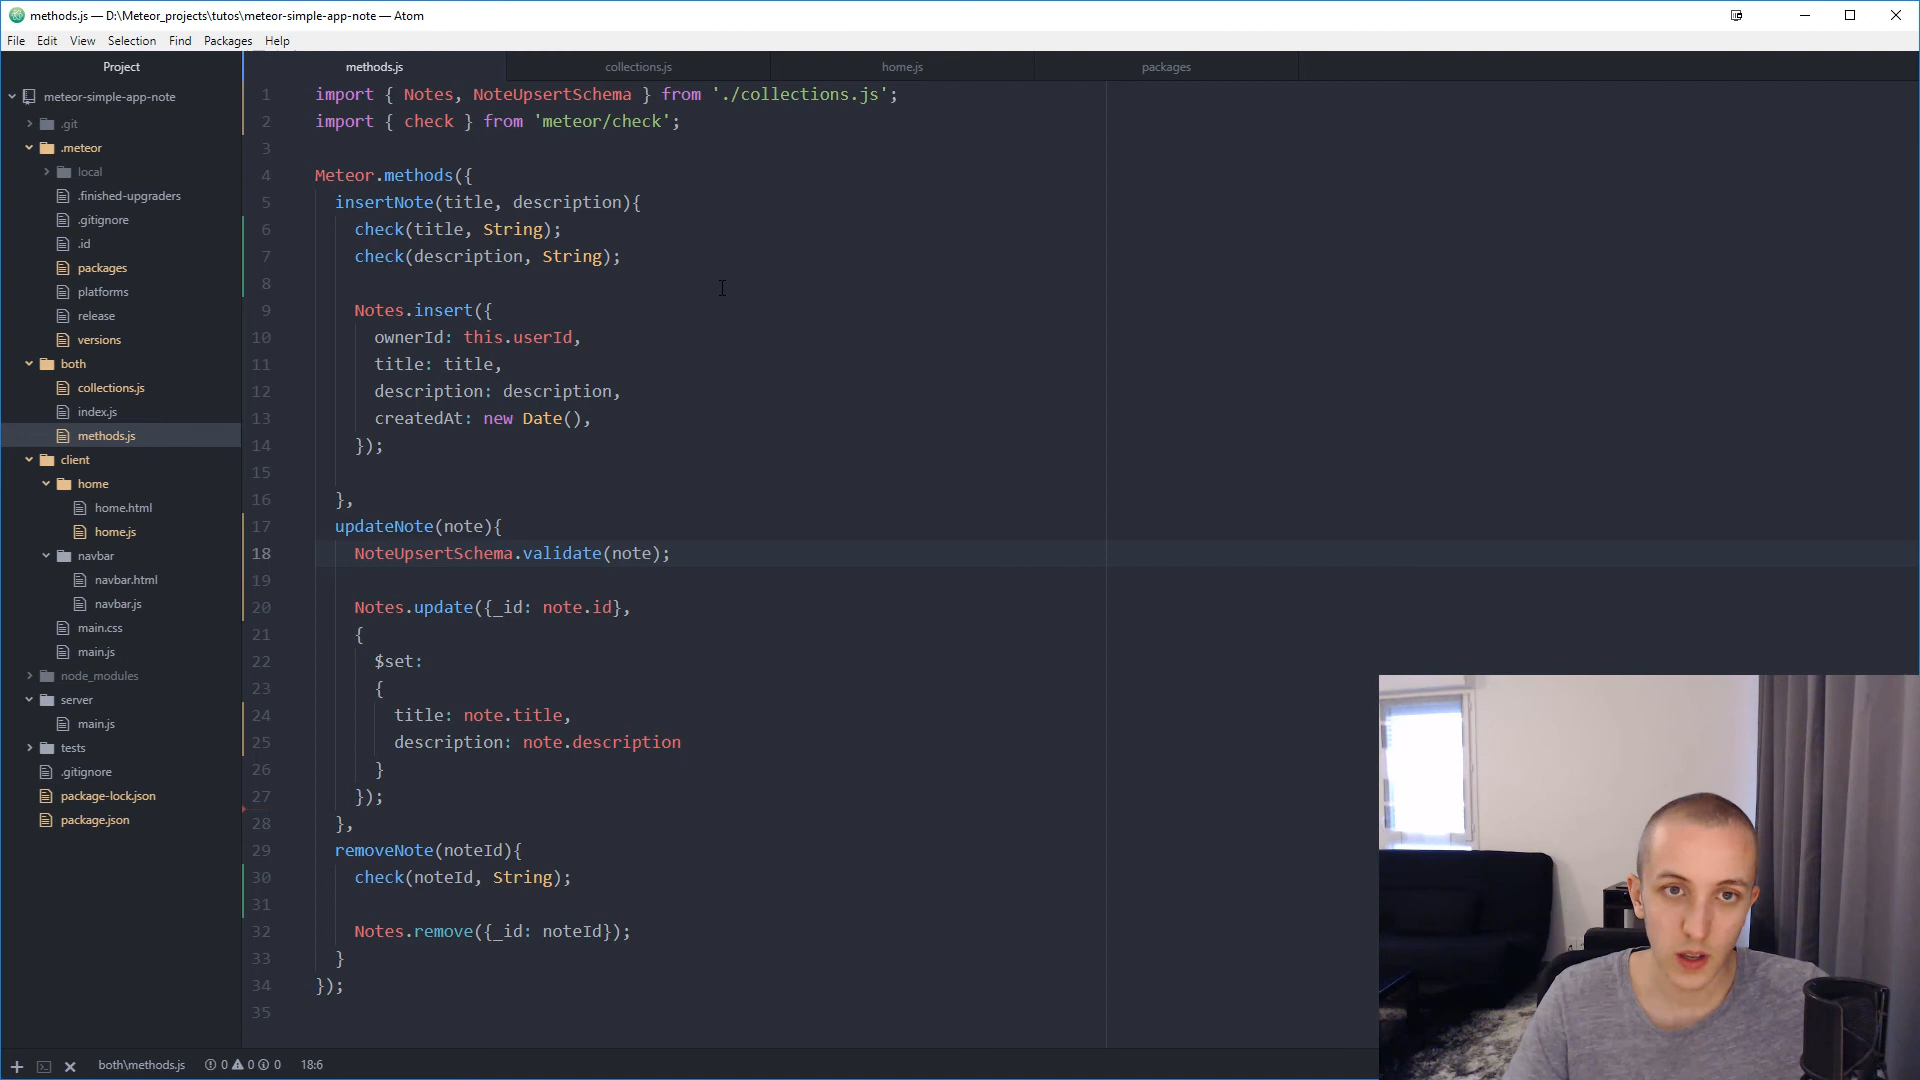 methods.js — D:\Meteor_projects\tutos\meteor-simple-app-note — Atom
File Edit View Selection Find Packages Help
Project
methods.js
collections.js
home.js
packages
meteor-simple-app-note
.git
.meteor
local
.finished-upgraders
.gitignore
.id
packages
platforms
release
versions
both
collections.js
index.js
methods.js
client
home
home.html
home.js
navbar
navbar.html
navbar.js
main.css
main.js
node_modules
server
main.js
tests
.gitignore
package-lock.json
package.json
1 import { Notes, NoteUpsertSchema } from './collections.js';
2 import { check } from 'meteor/check';
3
4 Meteor.methods({
5 insertNote(title, description){
6 check(title, String);
7 check(description, String);
8
9 Notes.insert({
10 ownerId: this.userId,
11 title: title,
12 description: description,
13 createdAt: new Date(),
14 });
15
16 },
17 updateNote(note){
18 NoteUpsertSchema.validate(note);
19
20 Notes.update({_id: note.id},
21 {
22 $set:
23 {
24 title: note.title,
25 description: note.description
26 }
27 });
28 },
29 removeNote(noteId){
30 check(noteId, String);
31
32 Notes.remove({_id: noteId});
33 }
34 });
35
both\methods.js 0 0 0 18:6